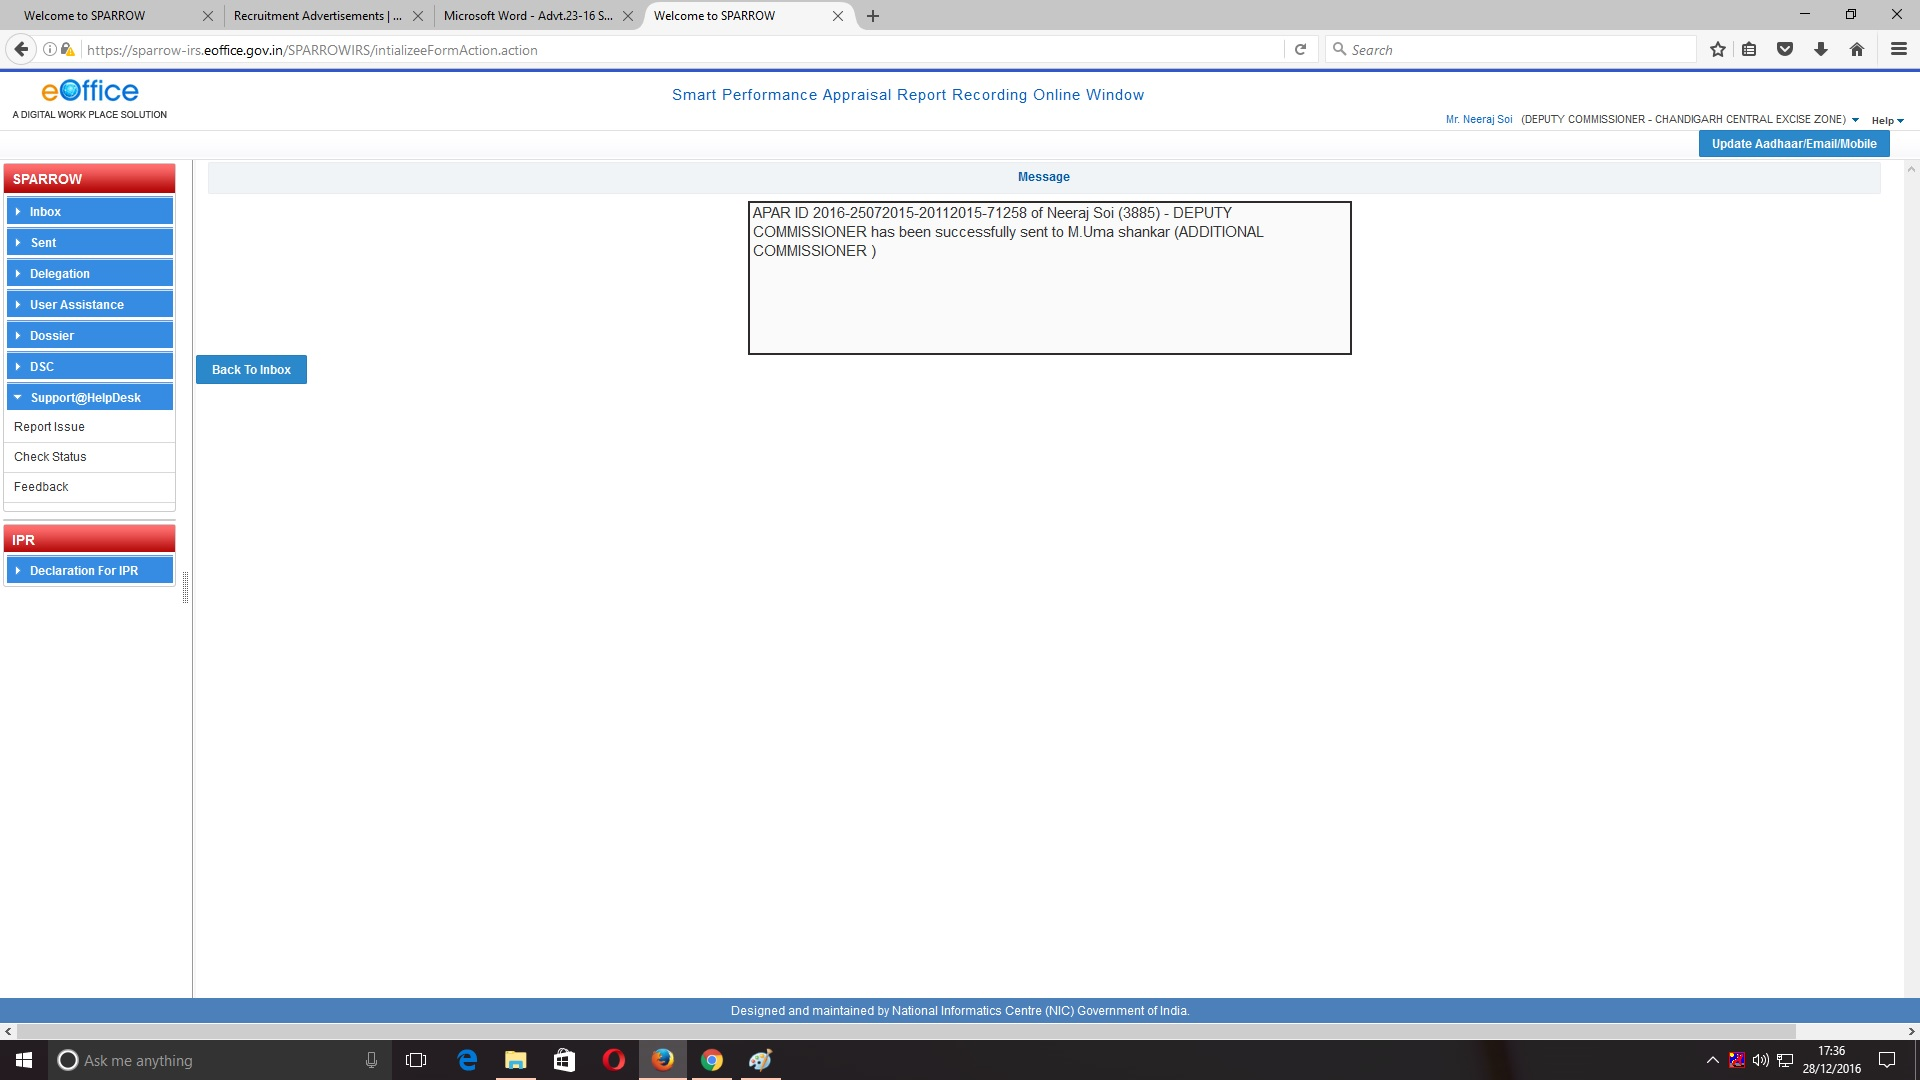 Welcome to SPARROW
Recruitment Advertisements | ...
Microsoft Word - Advt.23-16 S...
Welcome to SPARROW
https://sparrow-irs.eoffice.gov.in/SPARROWIRS/intializeeFormAction.action
Search
eOffice
A DIGITAL WORK PLACE SOLUTION
Smart Performance Appraisal Report Recording Online Window
Mr. Neeraj Soi (DEPUTY COMMISSIONER - CHANDIGARH CENTRAL EXCISE ZONE)
Help
Update Aadhaar/Email/Mobile
SPARROW
Inbox
Sent
Delegation
User Assistance
Dossier
DSC
Support@HelpDesk
Report Issue
Check Status
Feedback
IPR
Declaration For IPR
Message
APAR ID 2016-25072015-20112015-71258 of Neeraj Soi (3885) - DEPUTY
COMMISSIONER has been successfully sent to M.Uma shankar (ADDITIONAL
COMMISSIONER )
Back To Inbox
Designed and maintained by National Informatics Centre (NIC) Government of India.
Ask me anything
17:36
28/12/2016